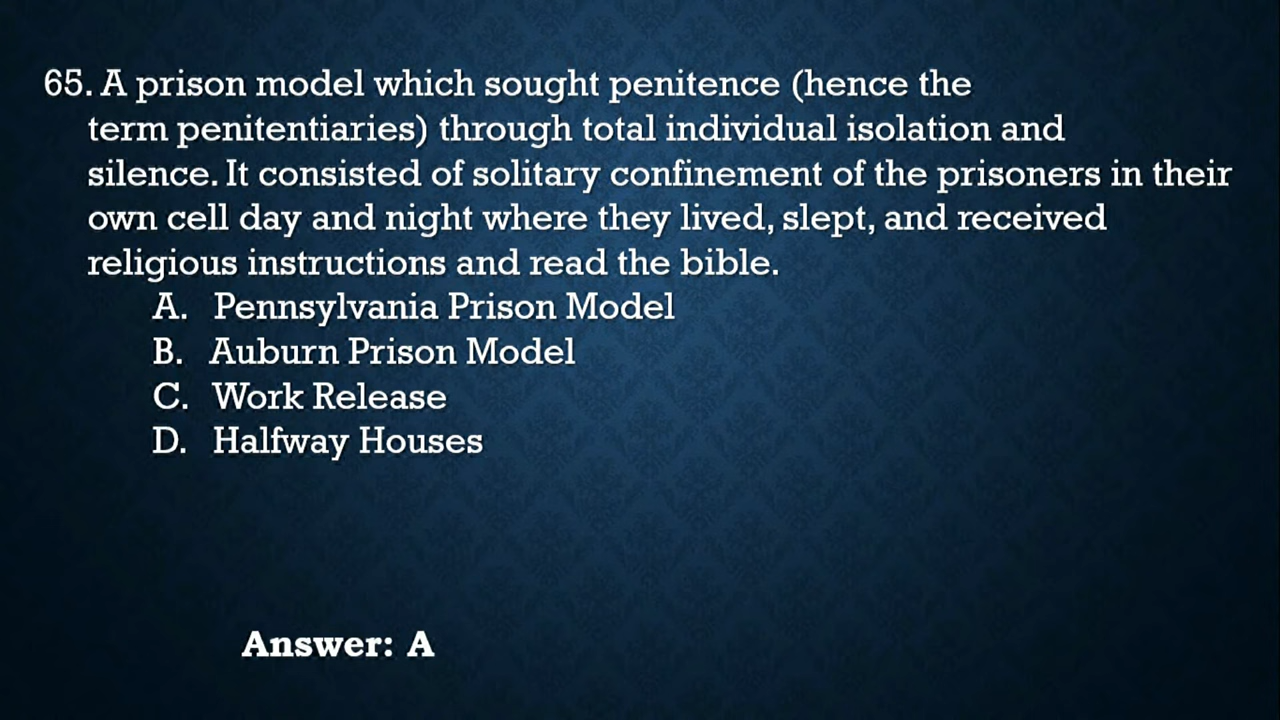 65. A prison model which sought penitence (hence the
term penitentiaries) through total individual isolation and
silence. It consisted of solitary confinement of the prisoners in their
own cell day and night where they lived, slept, and received
religious instructions and read the bible.
A. Pennsylvania Prison Model
B. Auburn Prison Model
C. Work Release
D. Halfway Houses
Answer: A